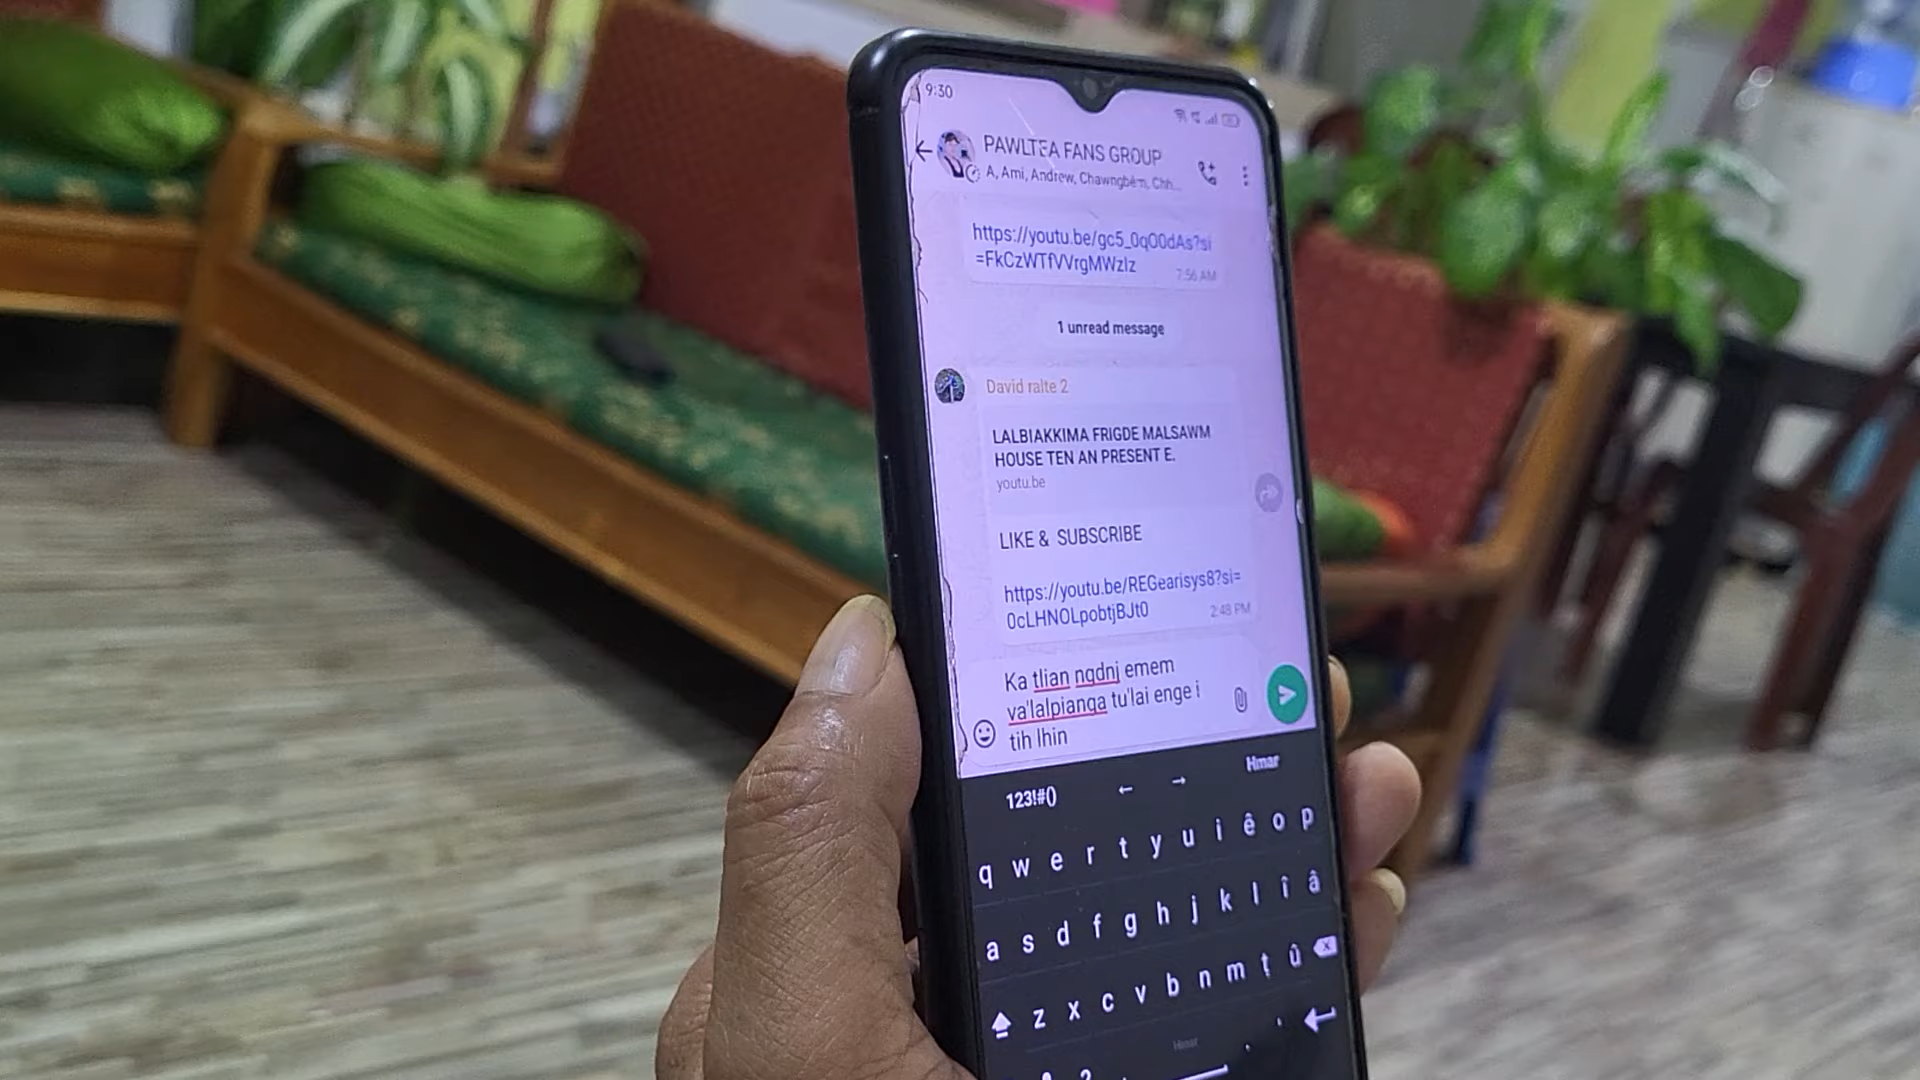 9:30
PAWLTEA FANS GROUP
A, Ami, Andrew, Chawngbêm, Chh...
https://youtu.be/gc5_0qO0dAs?si
=FkCzWTfVVrgMWzIz
7:56 AM
1 unread message
David ralte 2
LALBIAKKIMA FRIGDE MALSAWM
HOUSE TEN AN PRESENT E.
youtu.be
LIKE & SUBSCRIBE
https://youtu.be/REGearisys8?si=
0cLHNOLpobtjBJt0
2:48 PM
Ka tlian ngdnj emem
va'lalpianga tu'lai enge i
tih lhin
Hmar
123!#() ← →
q w e r t y u i ê o p
a s d f g h j k l î â
z x c v b n m ṭ û
Hmar
?